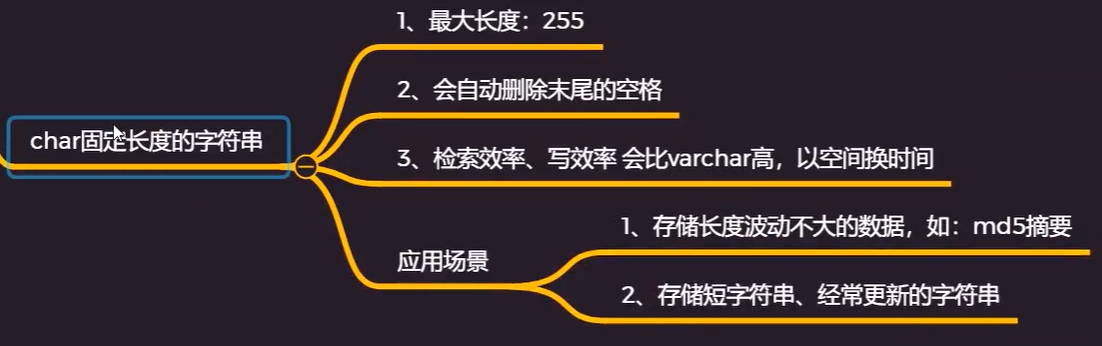 char固定长度的字符串
1、最大长度：255
2、会自动删除末尾的空格
3、检索效率、写效率 会比varchar高，以空间换时间
应用场景
1、存储长度波动不大的数据，如：md5摘要
2、存储短字符串、经常更新的字符串